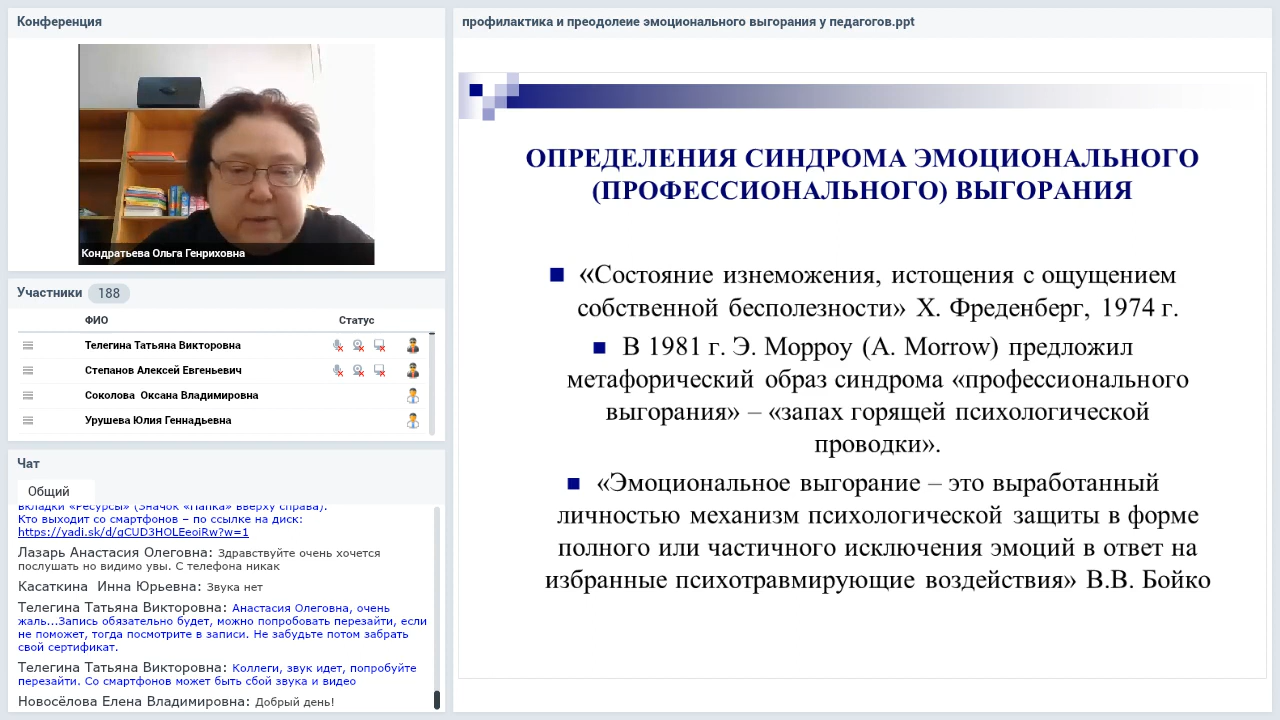 Конференция
Кондратьева Ольга Генриховна
Участники 188
ФИО Статус
Телегина Татьяна Викторовна
Степанов Алексей Евгеньевич
Соколова Оксана Владимировна
Урушева Юлия Геннадьевна
Чат
Общий
вкладки «Ресурсы» (Значок «Папка» вверху справа).
Кто выходит со смартфонов – по ссылке на диск:
https://yadi.sk/d/gCUD3HOLEeoiRw?w=1
Лазарь Анастасия Олеговна: Здравствуйте очень хочется
послушать но видимо увы. С телефона никак
Касаткина Инна Юрьевна: Звука нет
Телегина Татьяна Викторовна: Анастасия Олеговна, очень
жаль...Запись обязательно будет, можно попробовать перезайти, если
не поможет, тогда посмотрите в записи. Не забудьте потом забрать
свой сертификат.
Телегина Татьяна Викторовна: Коллеги, звук идет, попробуйте
перезайти. Со смартфонов может быть сбой звука и видео
Новосёлова Елена Владимировна: Добрый день!
профилактика и преодолеие эмоционального выгорания у педагогов.ppt
ОПРЕДЕЛЕНИЯ СИНДРОМА ЭМОЦИОНАЛЬНОГО
(ПРОФЕССИОНАЛЬНОГО) ВЫГОРАНИЯ
«Состояние изнеможения, истощения с ощущением
собственной бесполезности» Х. Фреденберг, 1974 г.
В 1981 г. Э. Морроу (A. Morrow) предложил
метафорический образ синдрома «профессионального
выгорания» – «запах горящей психологической
проводки».
«Эмоциональное выгорание – это выработанный
личностью механизм психологической защиты в форме
полного или частичного исключения эмоций в ответ на
избранные психотравмирующие воздействия» В.В. Бойко